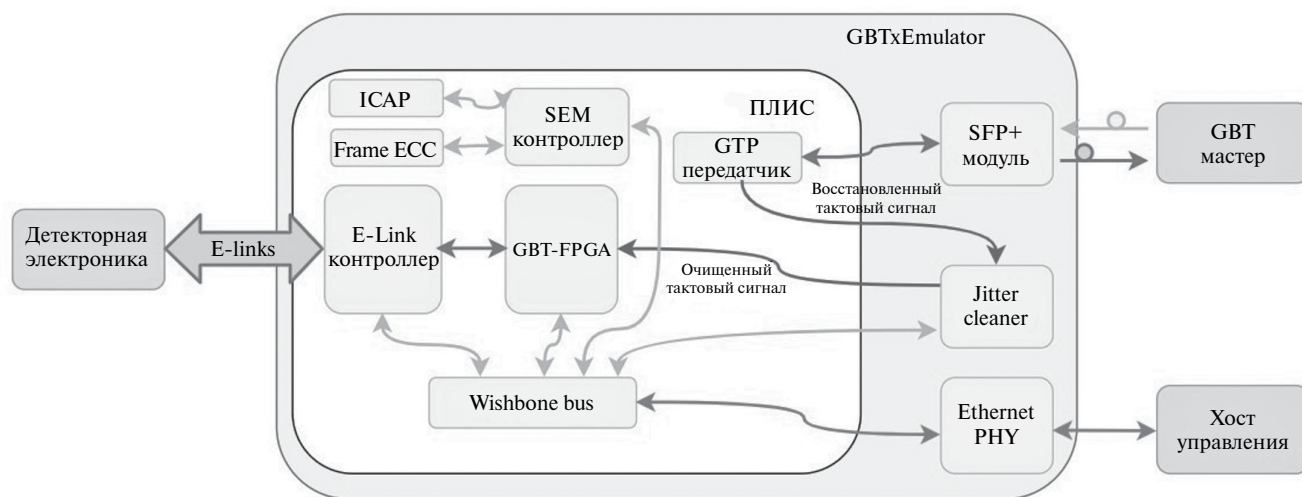 GBTxEmulator
ПЛИС
ICAP
Frame ECC
SEM
контроллер
GTP
передатчик
SFP+
модуль
GBT
мастер
Восстановленный
тактовый сигнал
Детекторная
электроника
E-links
E-Link
контроллер
GBT-FPGA
Очищенный
тактовый сигнал
Jitter
cleaner
Wishbone bus
Ethernet
PHY
Хост
управления